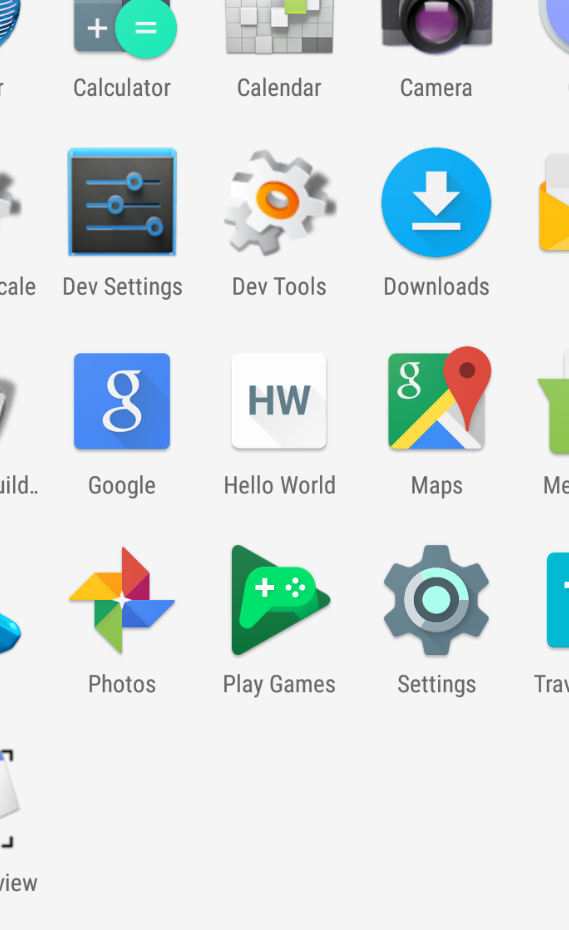 r Calculator Calendar Camera
cale Dev Settings Dev Tools Downloads
g HW g
uild.. Google Hello World Maps Me
Photos Play Games Settings Trav
view